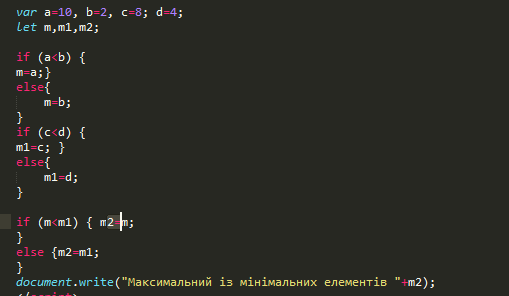 var a=10, b=2, c=8; d=4;
let m,m1,m2;
if (a<b) {
m=a;}
else{
m=b;
}
if (c<d) {
m1=c; }
else{
m1=d;
}
if (m<m1) { m2=m;
}
else {m2=m1;
}
document.write("Максимальний із мінімальних елементів "+m2);
</script>